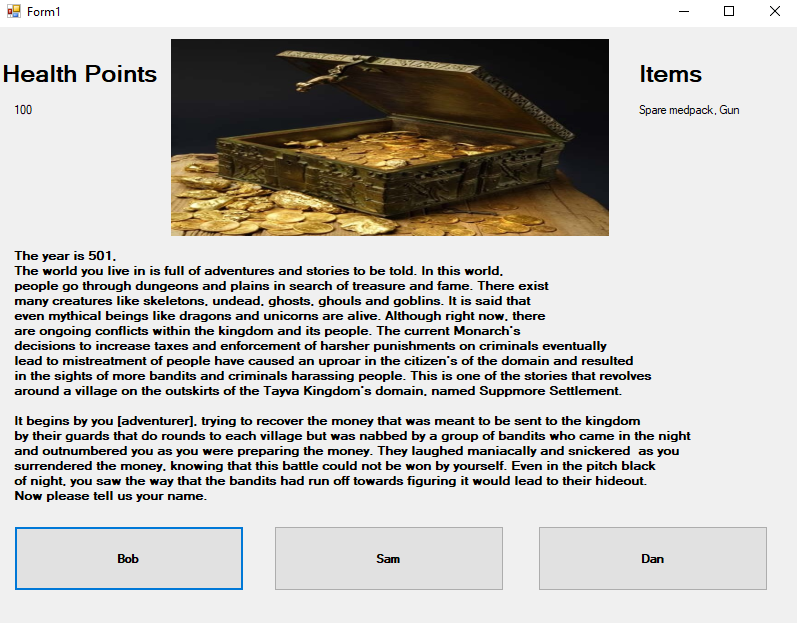 Form1
Health Points
Items
100
Spare medpack, Gun
The year is 501,
The world you live in is full of adventures and stories to be told. In this world,
people go through dungeons and plains in search of treasure and fame. There exist
many creatures like skeletons, undead, ghosts, ghouls and goblins. It is said that
even mythical beings like dragons and unicorns are alive. Although right now, there
are ongoing conflicts within the kingdom and its people. The current Monarch's
decisions to increase taxes and enforcement of harsher punishments on criminals eventually
lead to mistreatment of people have caused an uproar in the citizen's of the domain and resulted
in the sights of more bandits and criminals harassing people. This is one of the stories that revolves
around a village on the outskirts of the Tayva Kingdom's domain, named Suppmore Settlement.
It begins by you [adventurer], trying to recover the money that was meant to be sent to the kingdom
by their guards that do rounds to each village but was nabbed by a group of bandits who came in the night
and outnumbered you as you were preparing the money. They laughed maniacally and snickered  as you
surrendered the money, knowing that this battle could not be won by yourself. Even in the pitch black
of night, you saw the way that the bandits had run off towards figuring it would lead to their hideout.
Now please tell us your name.
Bob
Sam
Dan